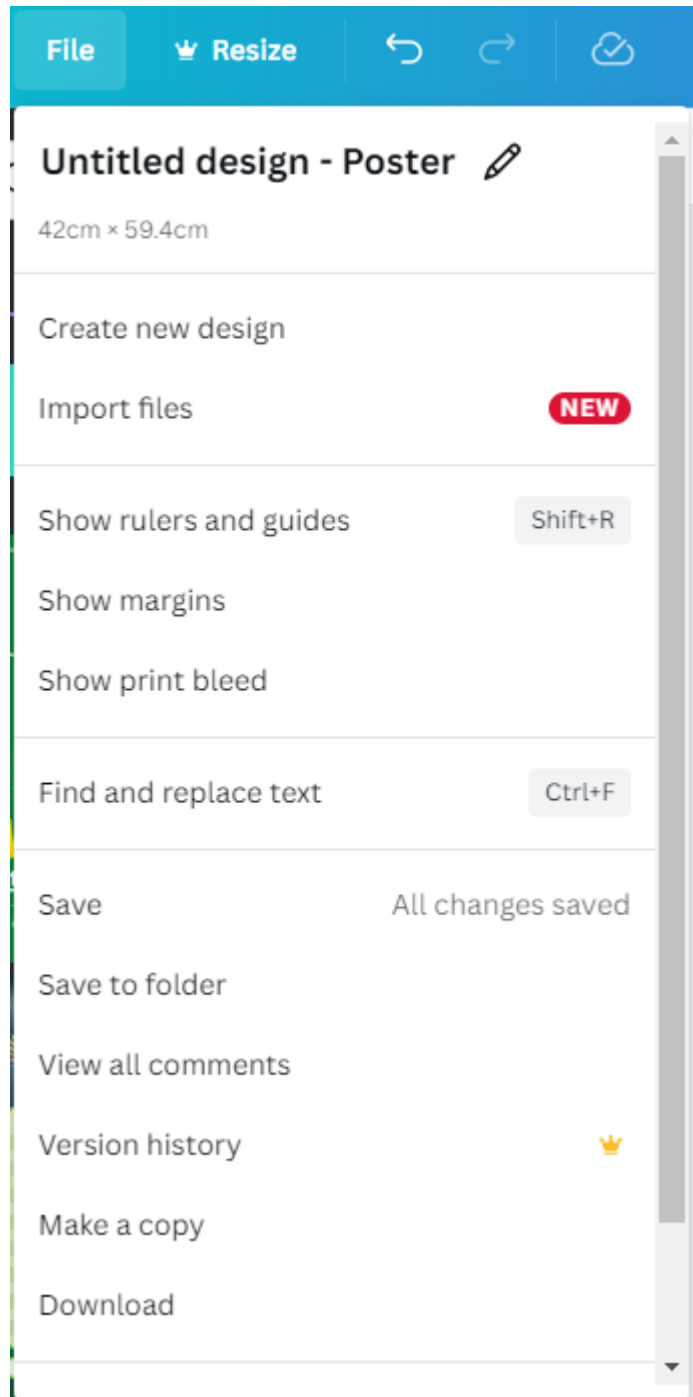 File Resize
Untitled design - Poster
42cm × 59.4cm
Create new design
Import files NEW
Show rulers and guides Shift+R
Show margins
Show print bleed
Find and replace text Ctrl+F
Save All changes saved
Save to folder
View all comments
Version history
Make a copy
Download